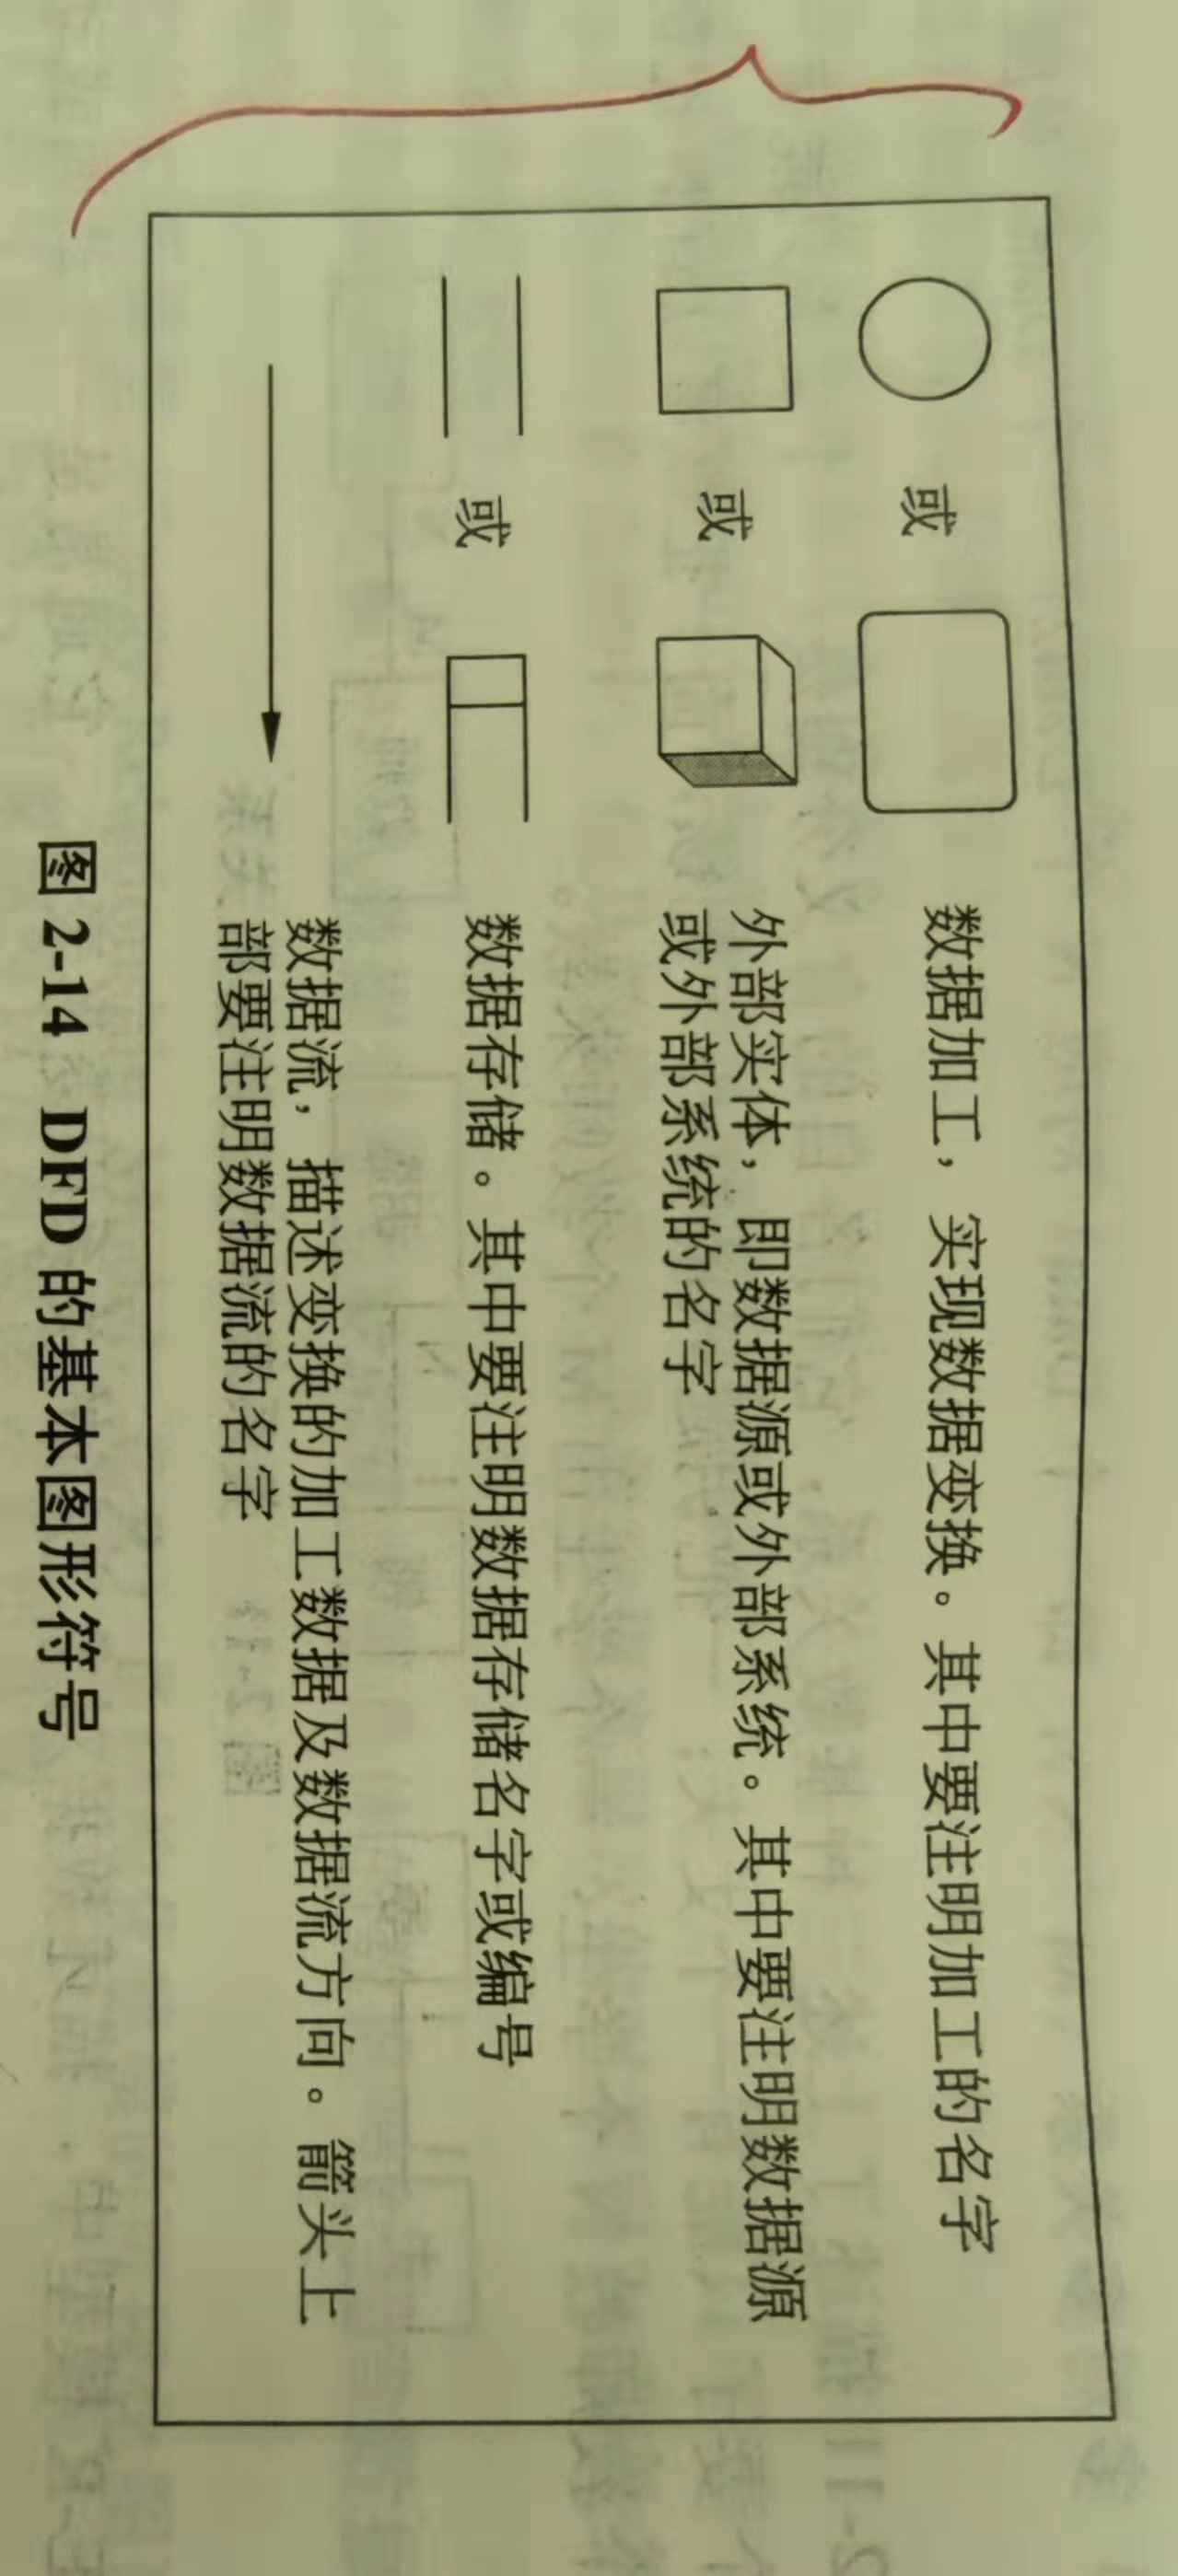 或 数据加工，实现数据变换。其中要注明加工的名字
或 外部实体，即数据源或外部系统。其中要注明数据源
或外部系统的名字
或 数据存储。其中要注明数据存储名字或编号
数据流，描述变换的加工数据及数据流方向。箭头上
部要注明数据流的名字
图 2-14 DFD 的基本图形符号